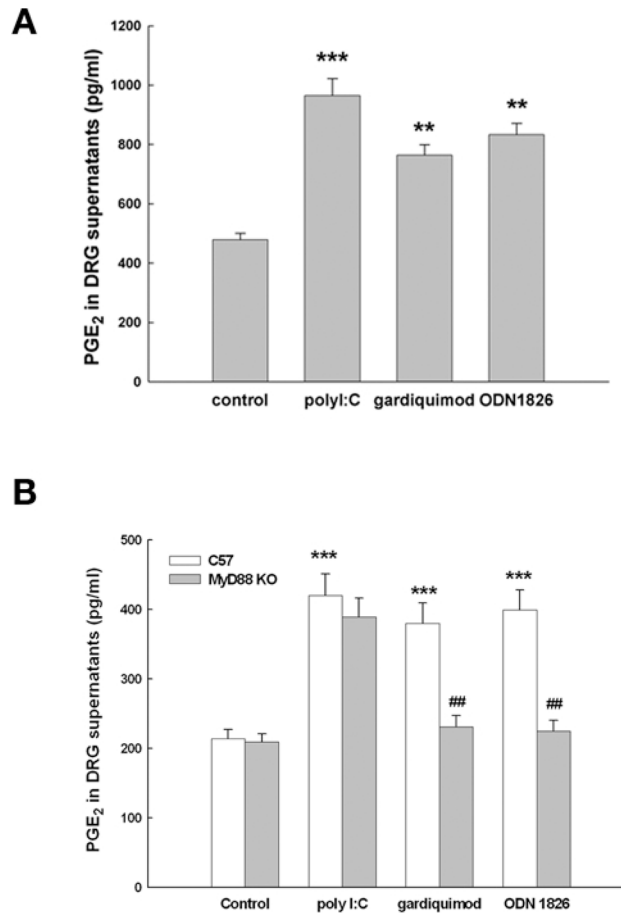 A
PGE2 in DRG supernatants (pg/ml)
1200
1000
800
600
400
200
0
***
**
**
control polyI:C gardiquimod ODN1826
B
PGE2 in DRG supernatants (pg/ml)
500
400
300
200
100
0
C57
MyD88 KO
***
***
***
##
##
Control poly I:C gardiquimod ODN 1826